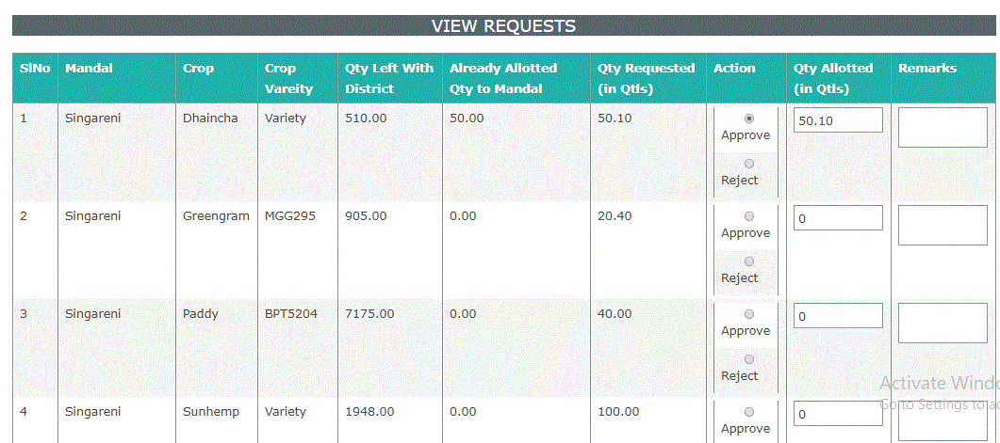 VIEW REQUESTS
SlNo Mandal Crop Crop Vareity Qty Left With District Already Allotted Qty to Mandal Qty Requested (in Qtls) Action Qty Allotted (in Qtls) Remarks
1 Singareni Dhaincha Variety 510.00 50.00 50.10 Approve 50.10
Reject
2 Singareni Greengram MGG295 905.00 0.00 20.40 Approve 0
Reject
3 Singareni Paddy BPT5204 7175.00 0.00 40.00 Approve 0
Reject
4 Singareni Sunhemp Variety 1948.00 0.00 100.00 Approve 0
Activate Windo
Go to Settings to ac